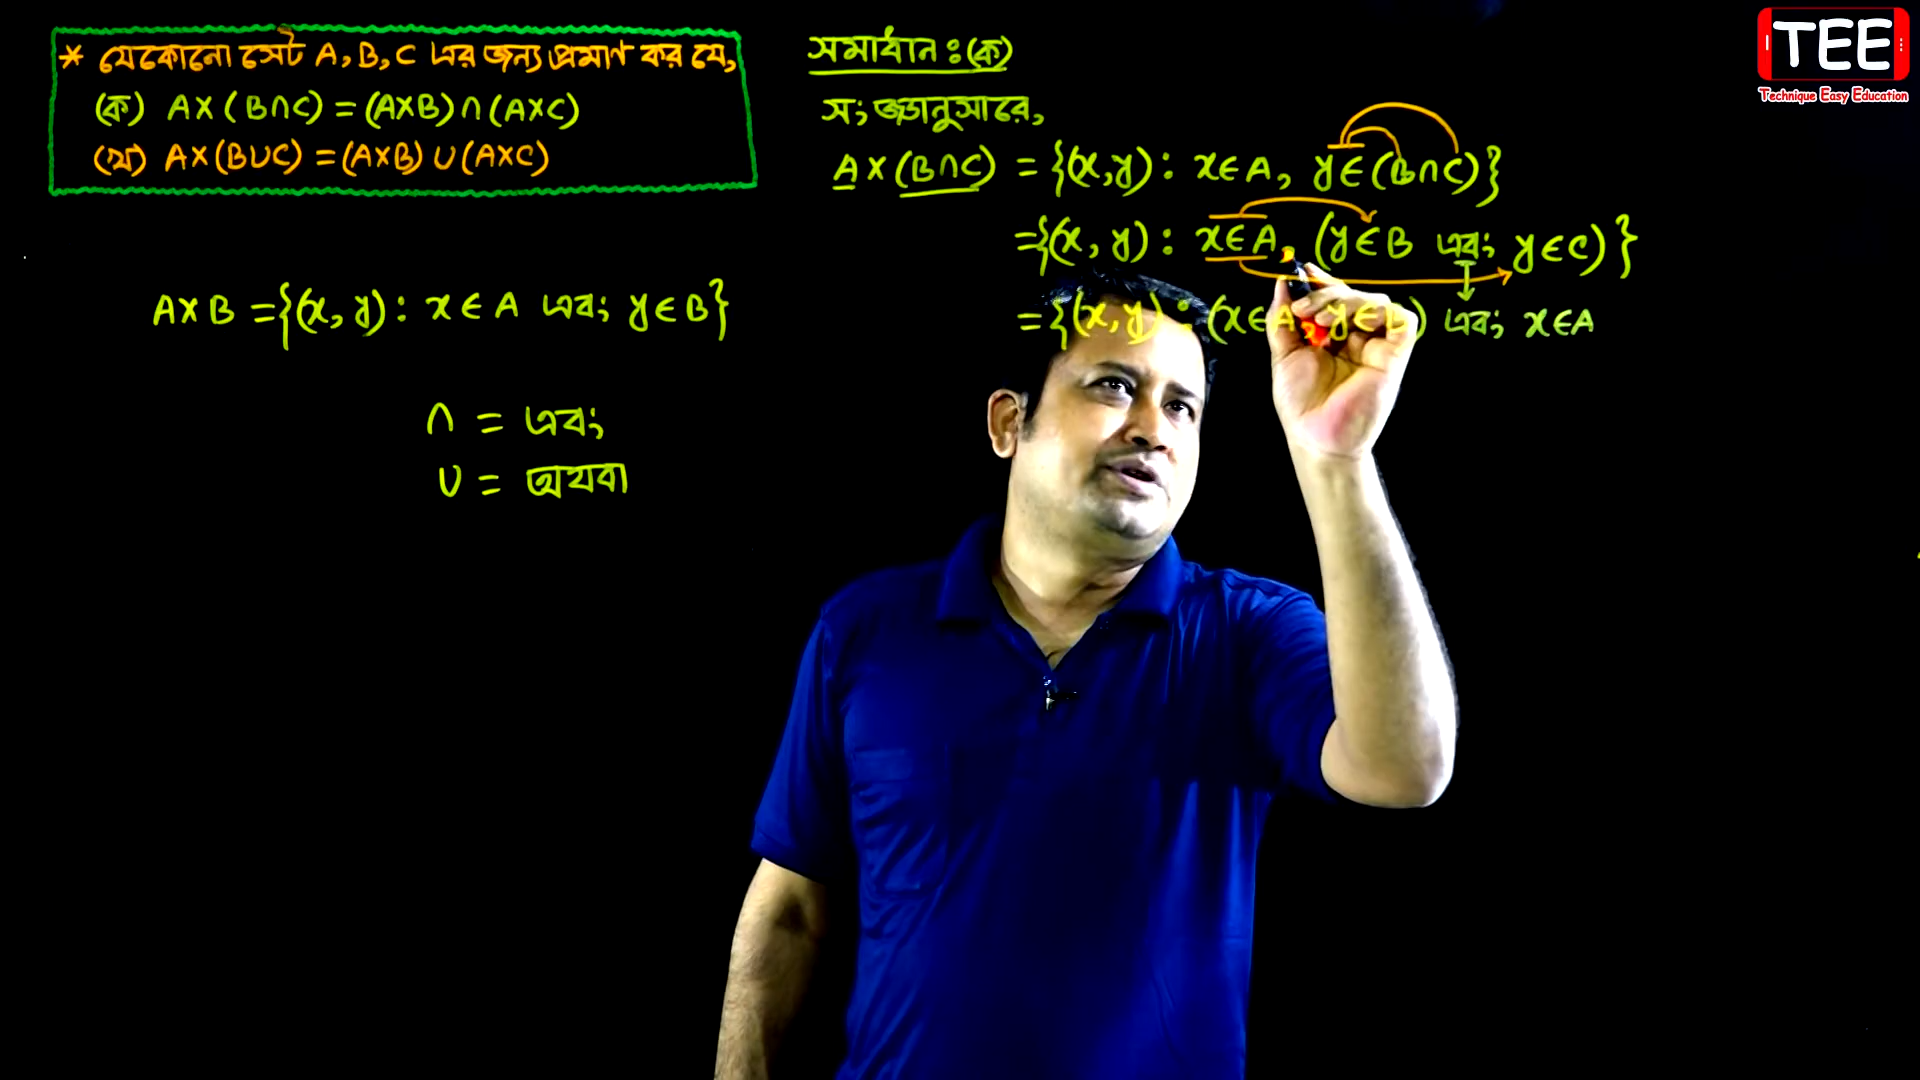 * যেকোনো সেট A, B, C এর জন্য প্রমাণ কর যে,
(ক) A×(B∩C) = (A×B)∩(A×C)
(খ) A×(B∪C) = (A×B)∪(A×C)
A×B = {(x, y) : x∈A এবং y∈B}
∩ = এবং
∪ = অথবা
সমাধান : (ক)
সংজ্ঞানুসারে,
A×(B∩C) = {(x,y) : x∈A, y∈(B∩C)}
= {(x, y) : x∈A, (y∈B এবং y∈C)}
= {(x,y) : (x∈A, y∈B) এবং x∈A
TEE
Technique Easy Education